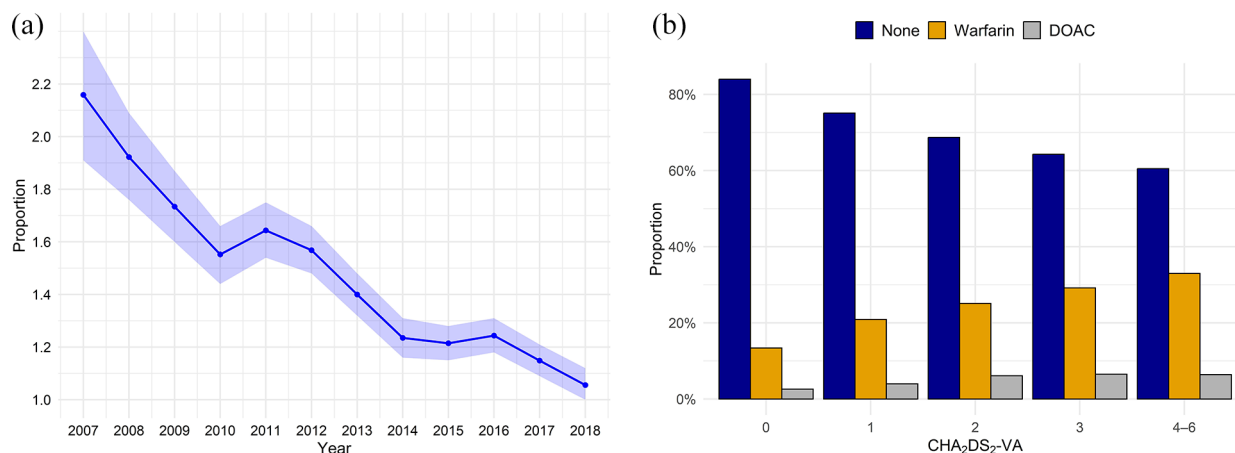 (a)
2.2
2.0
1.8
1.6
1.4
1.2
1.0
Proportion
2007 2008 2009 2010 2011 2012 2013 2014 2015 2016 2017 2018
Year
(b)
None Warfarin DOAC
80%
60%
40%
20%
0%
Proportion
0 1 2 3 4–6
CHA₂DS₂-VA